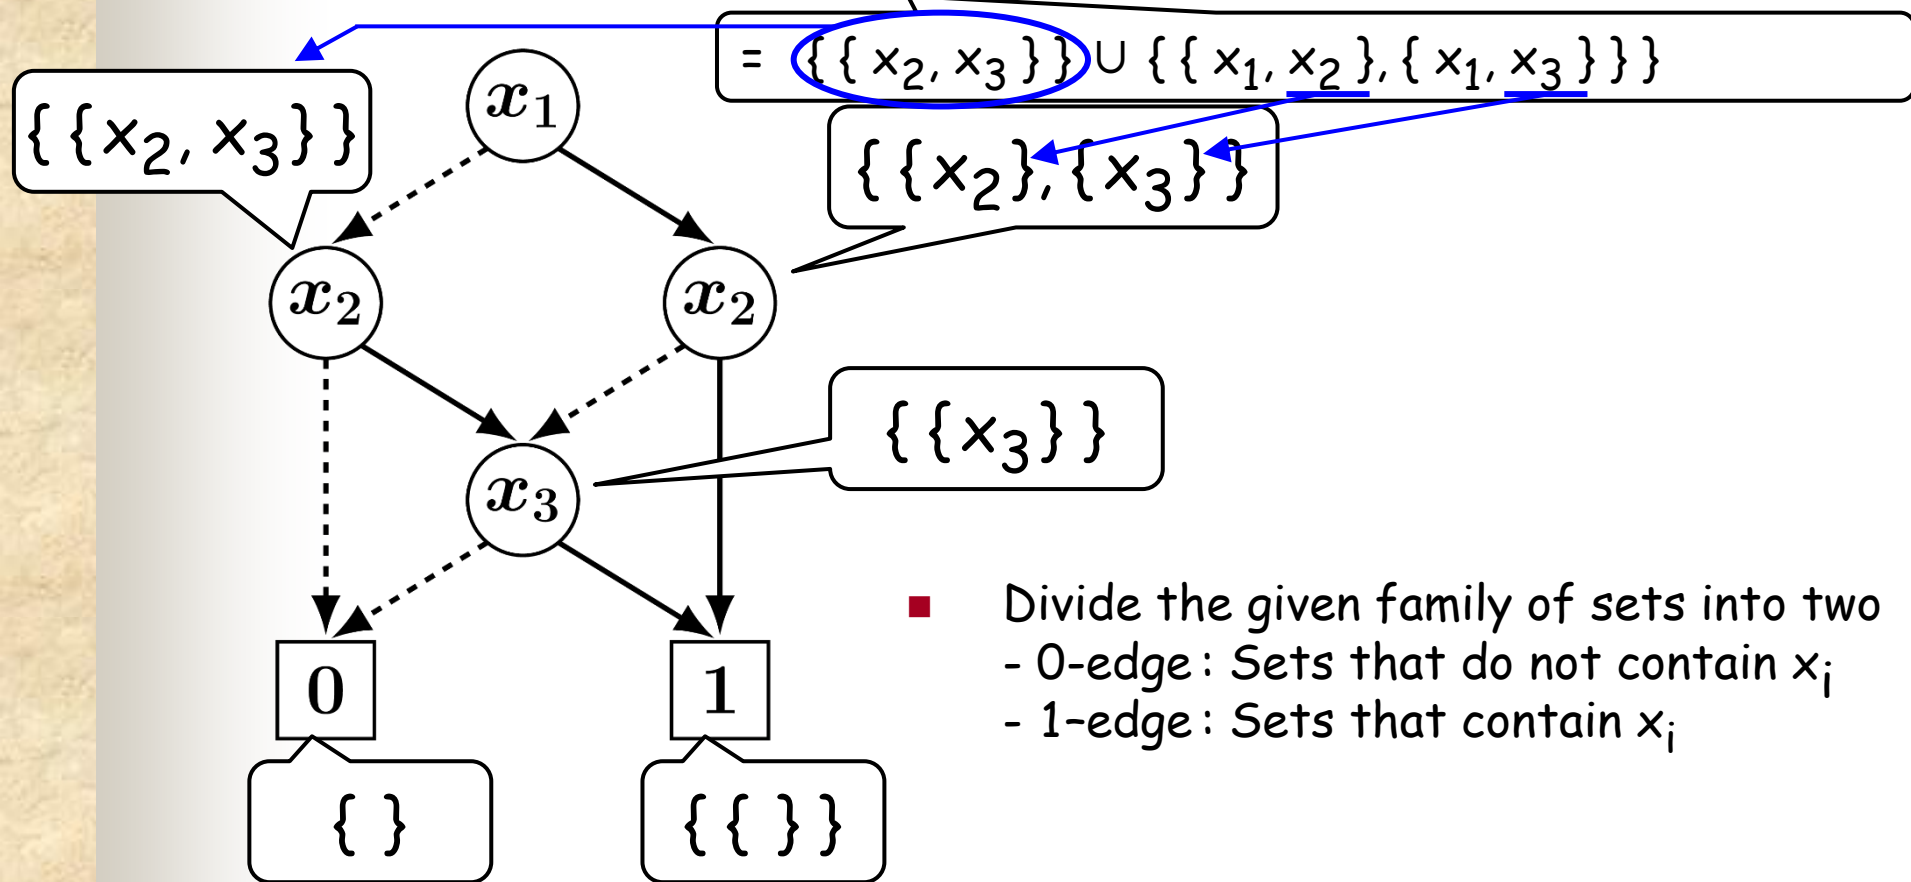 = { { x₂, x₃ } } ∪ { { x₁, x₂ }, { x₁, x₃ } } }
{ {x₂, x₃} }
x₁
{ {x₂}, {x₃} }
x₂
x₂
{ {x₃} }
x₃
Divide the given family of sets into two
- 0-edge : Sets that do not contain xᵢ
- 1-edge : Sets that contain xᵢ
0
1
{ }
{ { } }